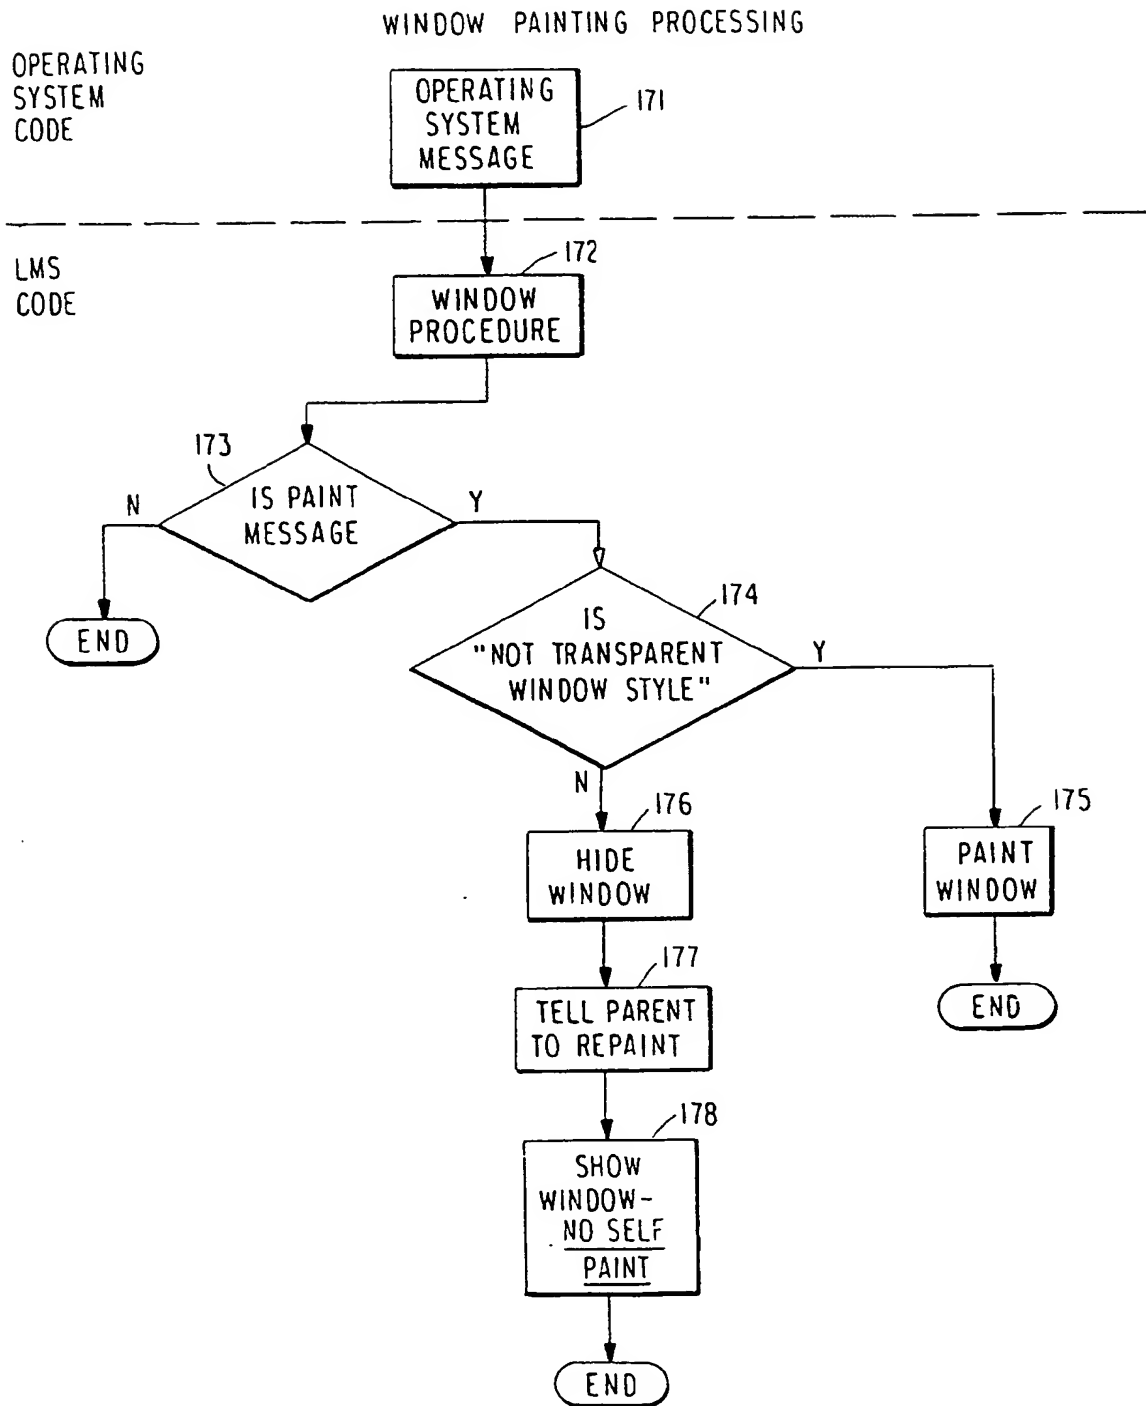 WINDOW PAINTING PROCESSING
OPERATING
SYSTEM
CODE
OPERATING
SYSTEM
MESSAGE
171
LMS
CODE
172
WINDOW
PROCEDURE
173
N
IS PAINT
MESSAGE
Y
END
174
IS
"NOT TRANSPARENT
WINDOW STYLE"
Y
N
176
HIDE
WINDOW
175
PAINT
WINDOW
177
TELL PARENT
TO REPAINT
END
178
SHOW
WINDOW-
NO SELF
PAINT
END